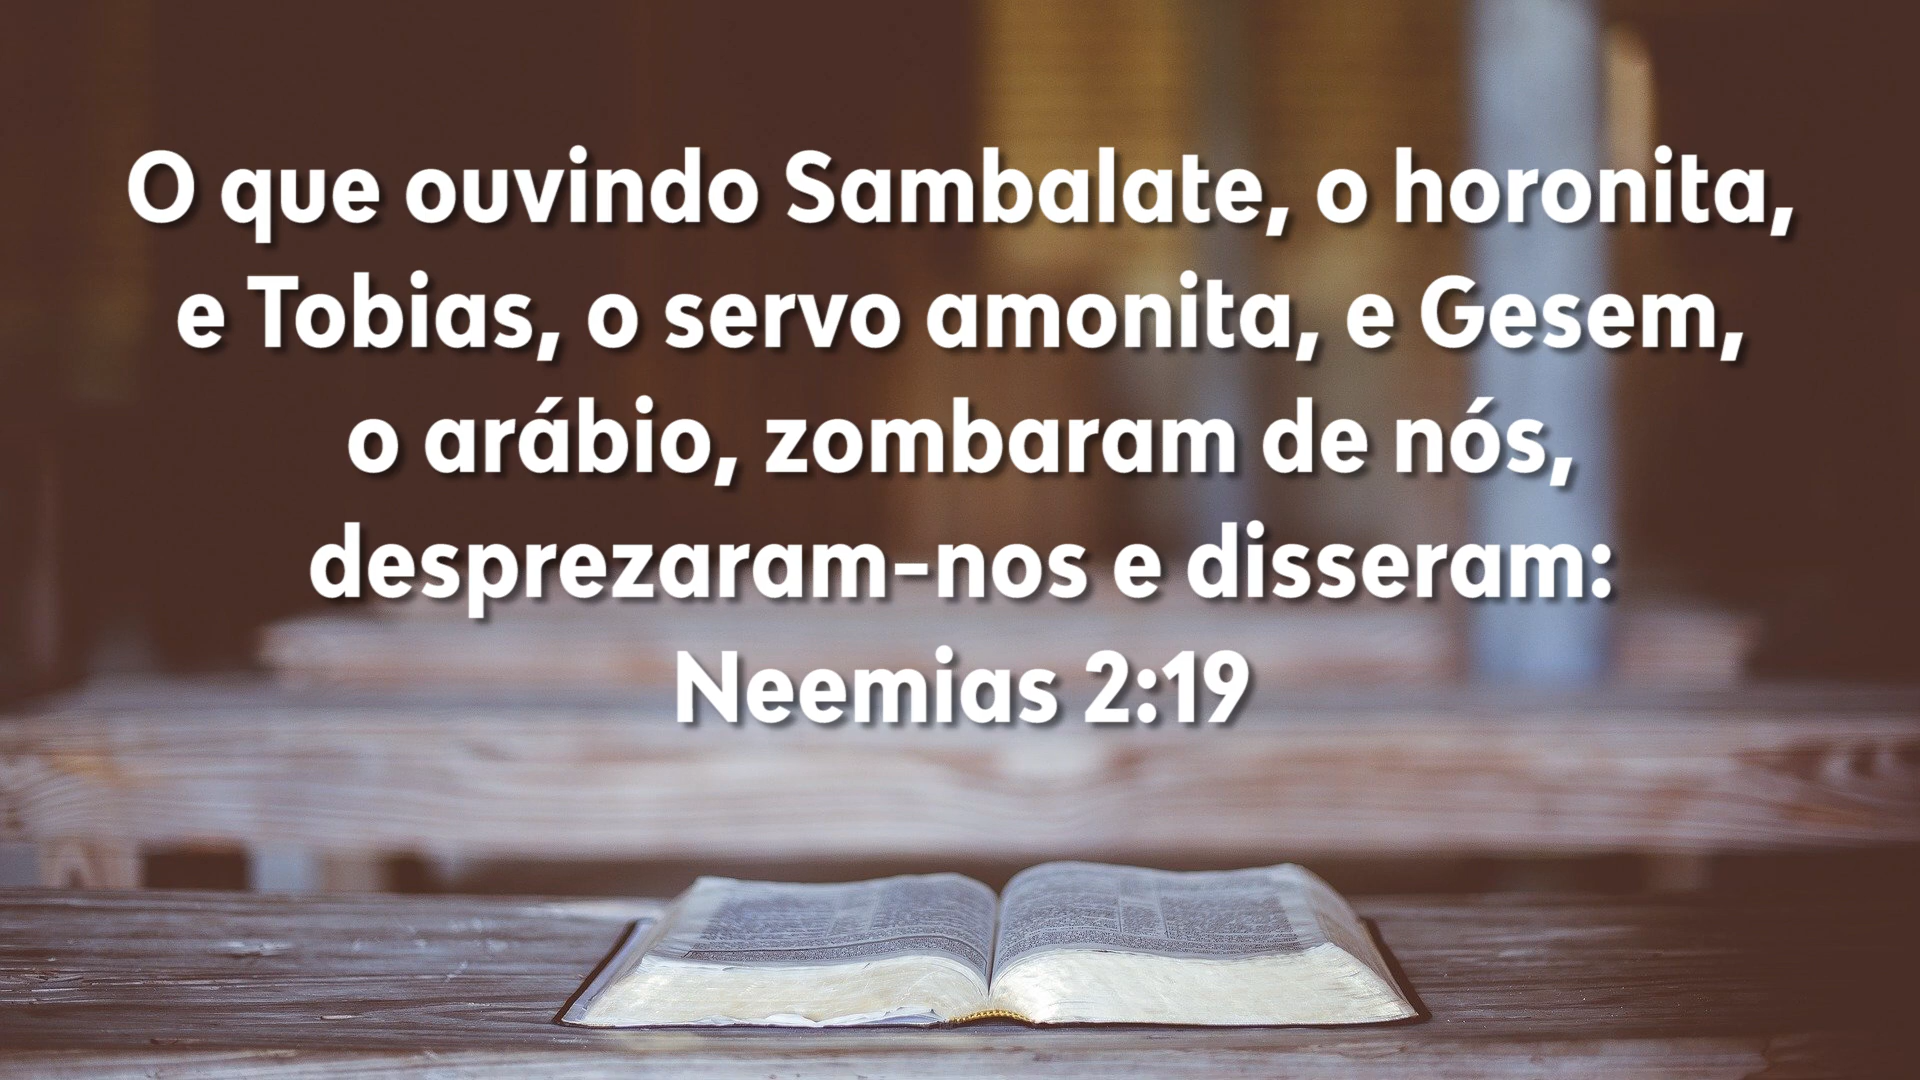 O que ouvindo Sambalate, o horonita,
e Tobias, o servo amonita, e Gesem,
o arábio, zombaram de nós,
desprezaram-nos e disseram:
Neemias 2:19